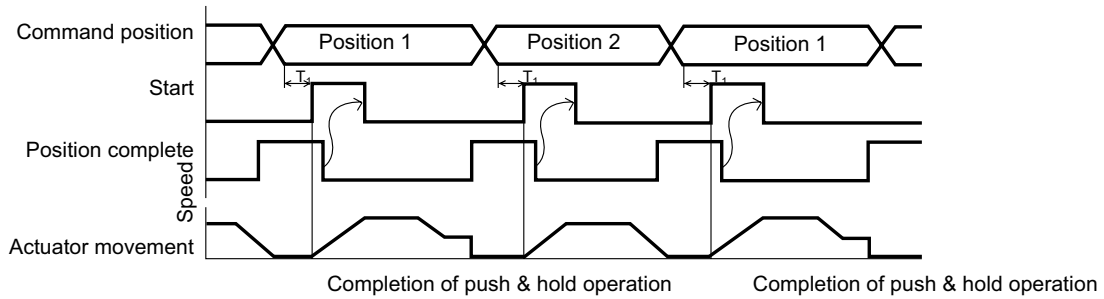 Command position
Position 1
Position 2
Position 1
T1
T1
T1
Start
Position complete
Speed
Actuator movement
Completion of push & hold operation
Completion of push & hold operation